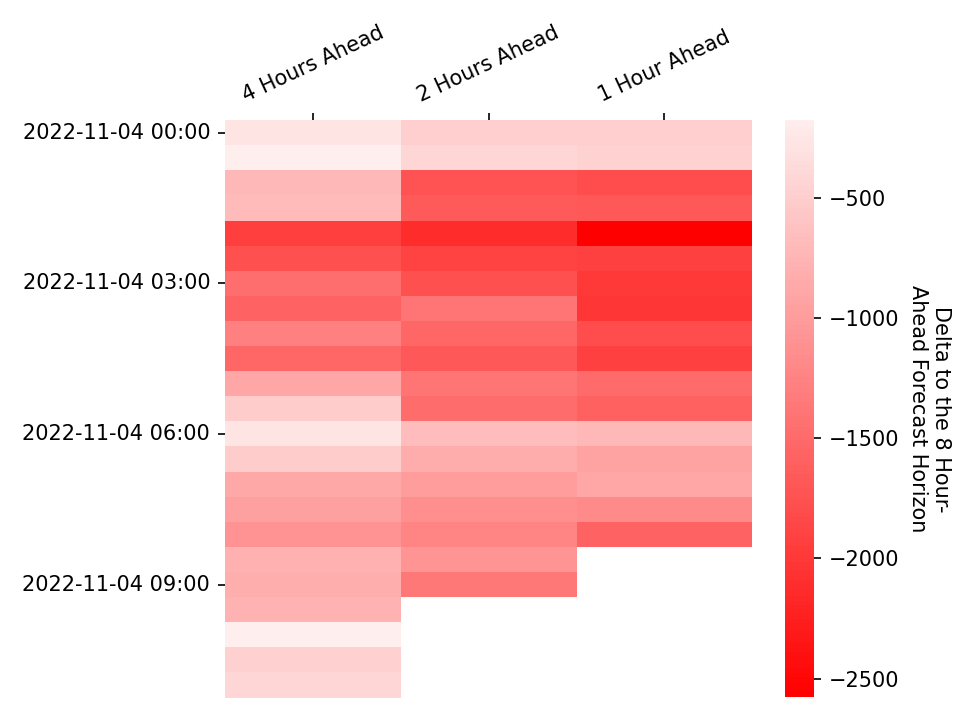 4 Hours Ahead
2 Hours Ahead
1 Hour Ahead
2022-11-04 00:00
2022-11-04 03:00
2022-11-04 06:00
2022-11-04 09:00
−500
−1000
−1500
−2000
−2500
Delta to the 8 Hour-
Ahead Forecast Horizon